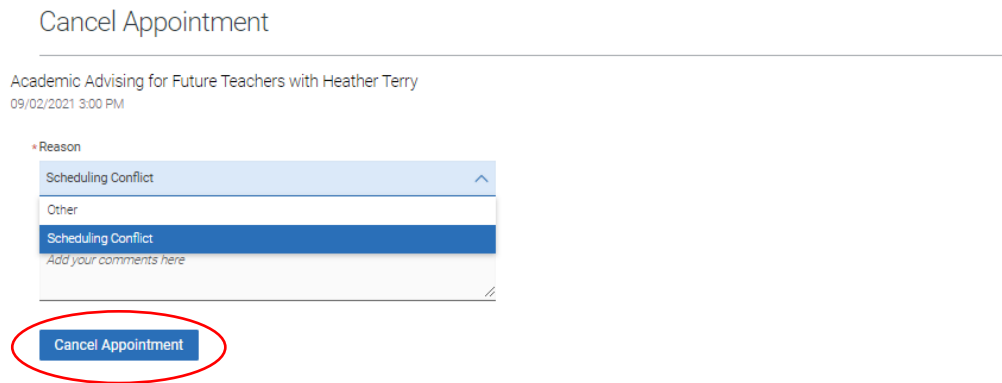 Cancel Appointment
Academic Advising for Future Teachers with Heather Terry
09/02/2021 3:00 PM
* Reason
Scheduling Conflict
Other
Scheduling Conflict
Add your comments here
Cancel Appointment